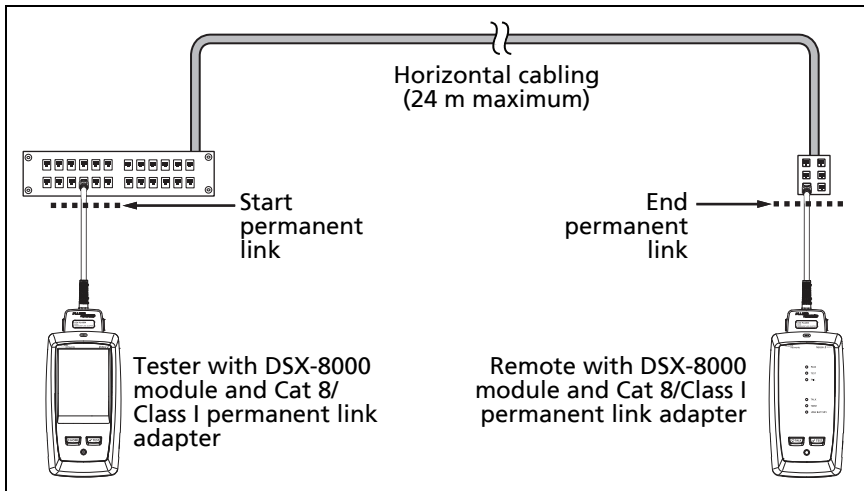 Horizontal cabling
(24 m maximum)
Start
permanent
link
End
permanent
link
Tester with DSX-8000
module and Cat 8/
Class I permanent link
adapter
Remote with DSX-8000
module and Cat 8/Class I
permanent link adapter